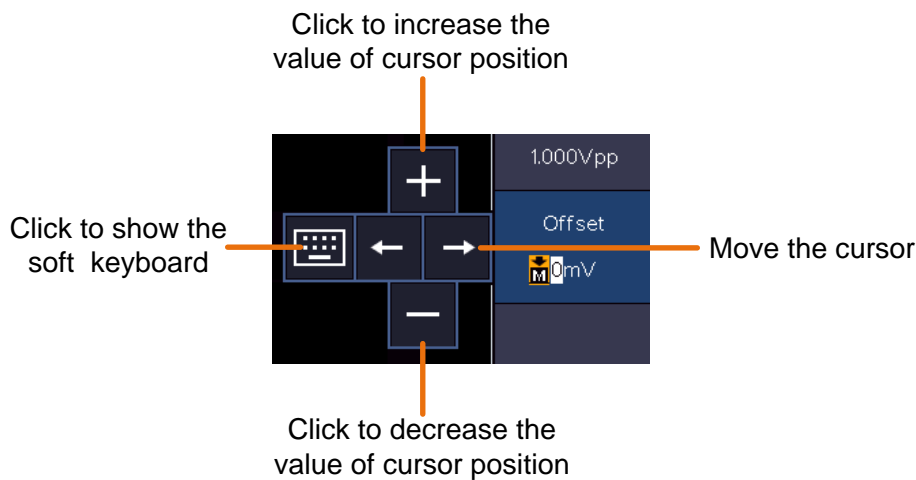 Click to increase the
value of cursor position
1.000Vpp
Offset
M 0mV
Click to show the
soft keyboard
Move the cursor
Click to decrease the
value of cursor position